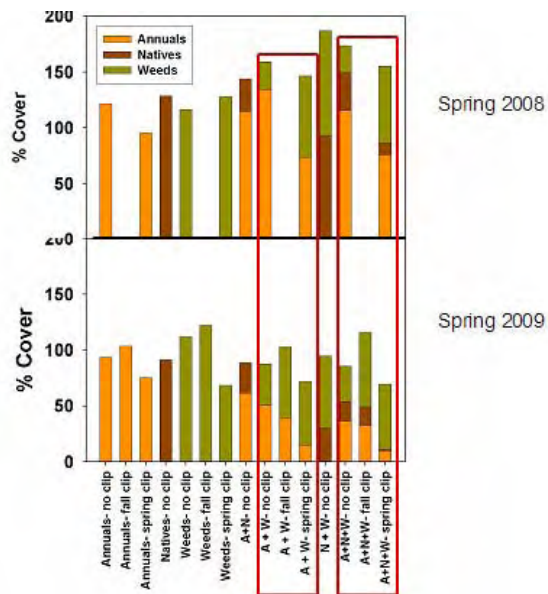 200
150
100
50
% Cover
Annuals
Natives
Weeds
Spring 2008
200
150
100
50
0
% Cover
Spring 2009
Annuals- no clip
Annuals- fall clip
Annuals- spring clip
Natives- no clip
Weeds- no clip
Weeds- fall clip
Weeds- spring clip
A+N- no clip
A + W- no clip
A + W- fall clip
A + W- spring clip
N + W- no clip
A+N+W- no clip
A+N+W- fall clip
A+N+W- spring clip